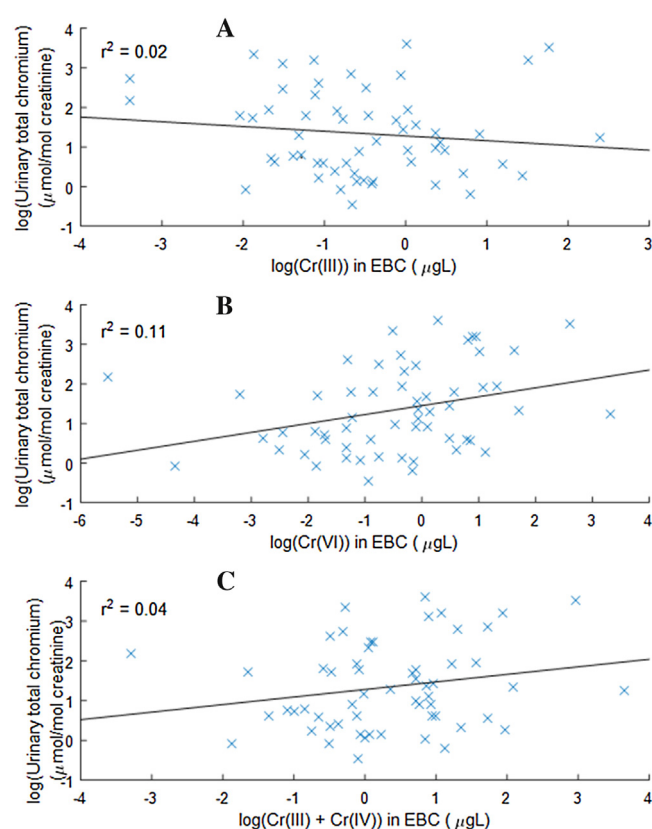 A
r² = 0.02
4
3
2
1
0
-1
log(Urinary total chromium)
(μmol/mol creatinine)
-4 -3 -2 -1 0 1 2 3
log(Cr(III)) in EBC ( μgL)
B
r² = 0.11
4
3
2
1
0
-1
log(Urinary total chromium)
(μmol/mol creatinine)
-6 -5 -4 -3 -2 -1 0 1 2 3 4
log(Cr(VI)) in EBC ( μgL)
C
r² = 0.04
4
3
2
1
0
-1
log(Urinary total chromium)
(μmol/mol creatinine)
-4 -3 -2 -1 0 1 2 3 4
log(Cr(III) + Cr(IV)) in EBC ( μgL)